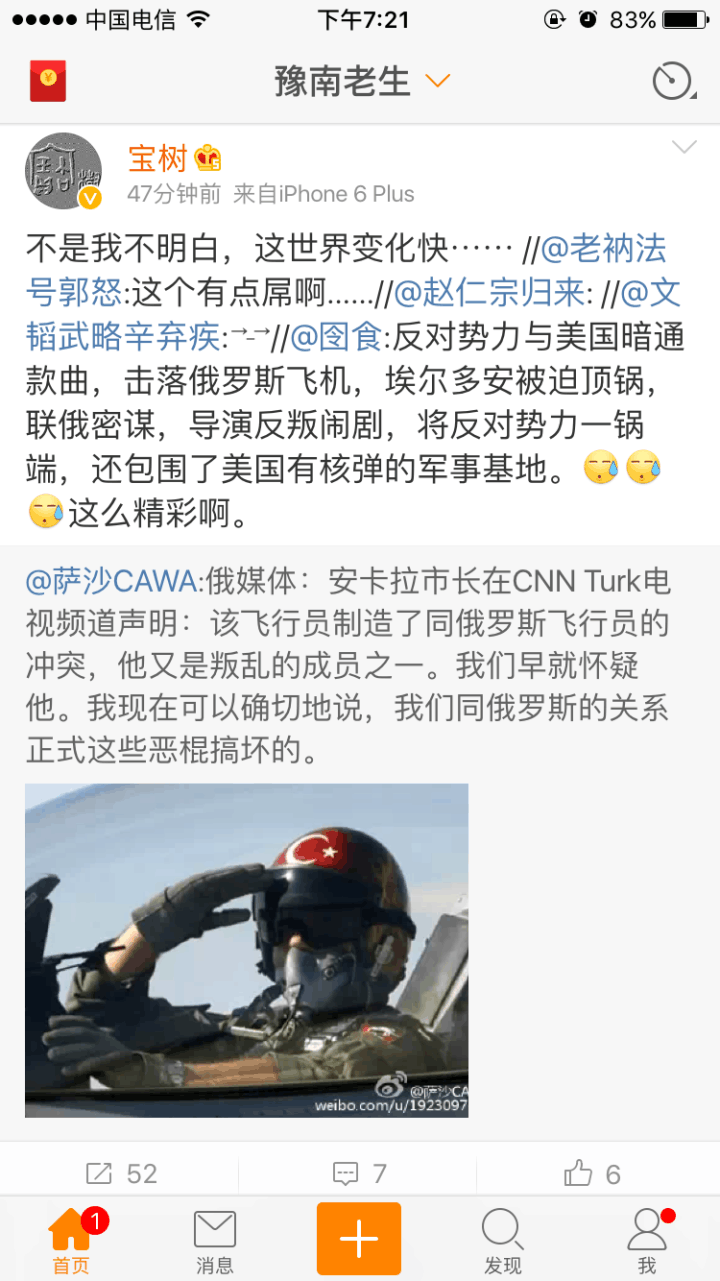 中国电信 下午7:21 83%
豫南老生
宝树
47分钟前 来自iPhone 6 Plus
不是我不明白，这世界变化快…… //@老衲法
号郭怒:这个有点屌啊......//@赵仁宗归来: //@文
韬武略辛弃疾:→_→//@囹食:反对势力与美国暗通
款曲，击落俄罗斯飞机，埃尔多安被迫顶锅，
联俄密谋，导演反叛闹剧，将反对势力一锅
端，还包围了美国有核弹的军事基地。
这么精彩啊。
@萨沙CAWA:俄媒体：安卡拉市长在CNN Turk电
视频道声明：该飞行员制造了同俄罗斯飞行员的
冲突，他又是叛乱的成员之一。我们早就怀疑
他。我现在可以确切地说，我们同俄罗斯的关系
正式这些恶棍搞坏的。
@萨沙CA
weibo.com/u/1923097
52 7 6
1
首页 消息 发现 我